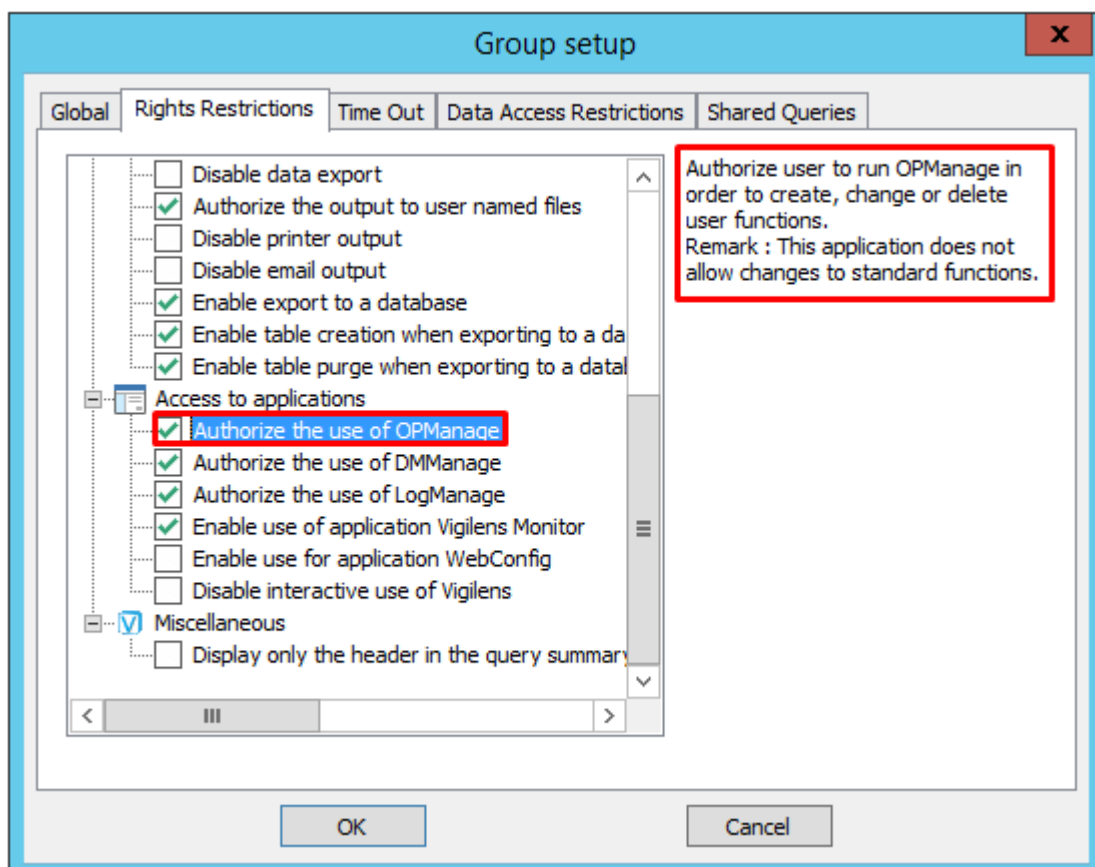 Group setup
x
Global Rights Restrictions Time Out Data Access Restrictions Shared Queries
Disable data export
Authorize the output to user named files
Disable printer output
Disable email output
Enable export to a database
Enable table creation when exporting to a da
Enable table purge when exporting to a datal
Access to applications
Authorize the use of OPManage
Authorize the use of DMManage
Authorize the use of LogManage
Enable use of application Vigilens Monitor
Enable use for application WebConfig
Disable interactive use of Vigilens
Miscellaneous
Display only the header in the query summary
Authorize user to run OPManage in
order to create, change or delete
user functions.
Remark : This application does not
allow changes to standard functions.
OK Cancel